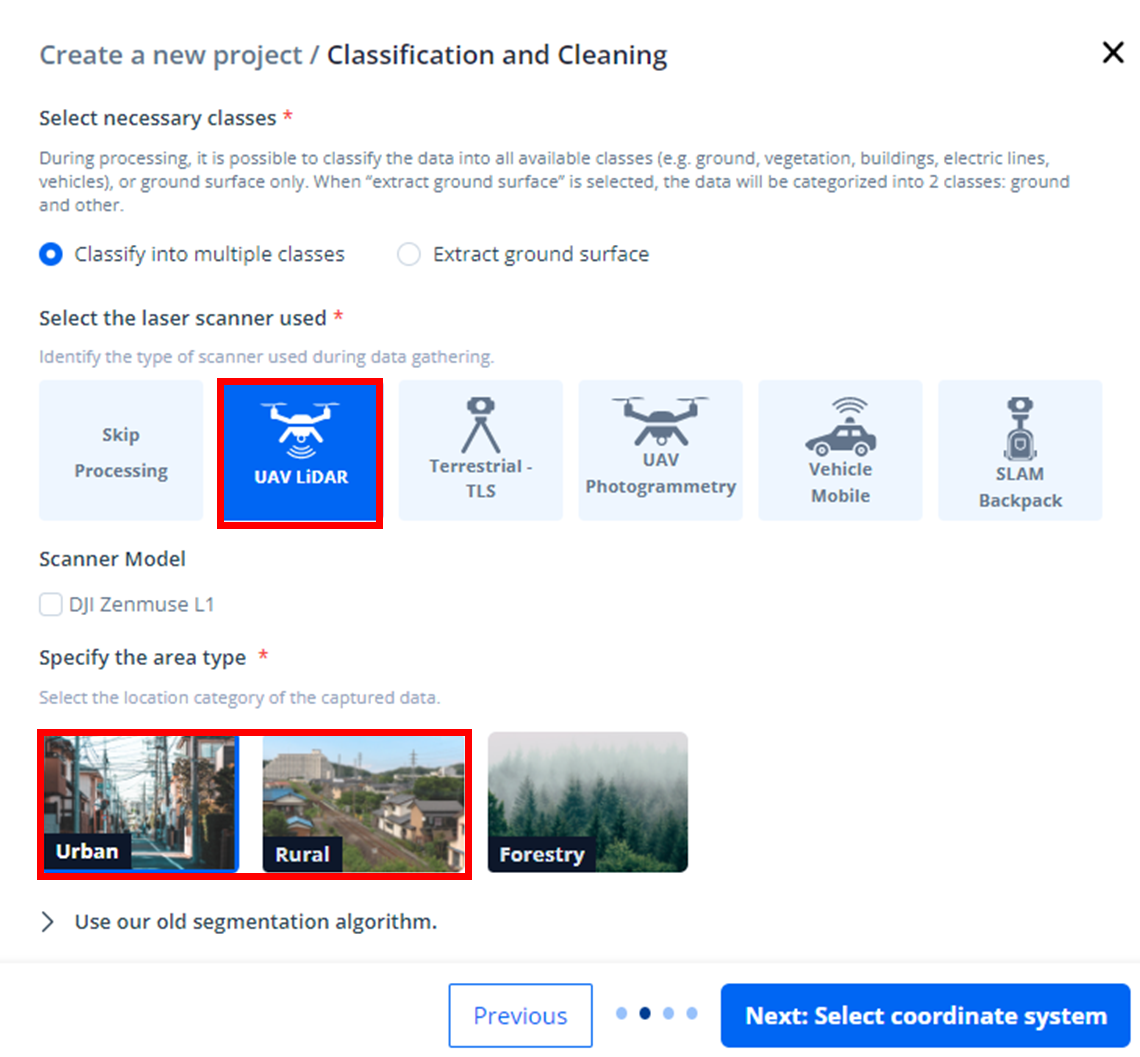 Create a new project / Classification and Cleaning
Select necessary classes *
During processing, it is possible to classify the data into all available classes (e.g. ground, vegetation, buildings, electric lines,
vehicles), or ground surface only. When “extract ground surface” is selected, the data will be categorized into 2 classes: ground
and other.
Classify into multiple classes
Extract ground surface
Select the laser scanner used *
Identify the type of scanner used during data gathering.
Skip
Processing
UAV LiDAR
Terrestrial -
TLS
UAV
Photogrammetry
Vehicle
Mobile
SLAM
Backpack
Scanner Model
DJI Zenmuse L1
Specify the area type *
Select the location category of the captured data.
Urban
Rural
Forestry
Use our old segmentation algorithm.
Previous
Next: Select coordinate system